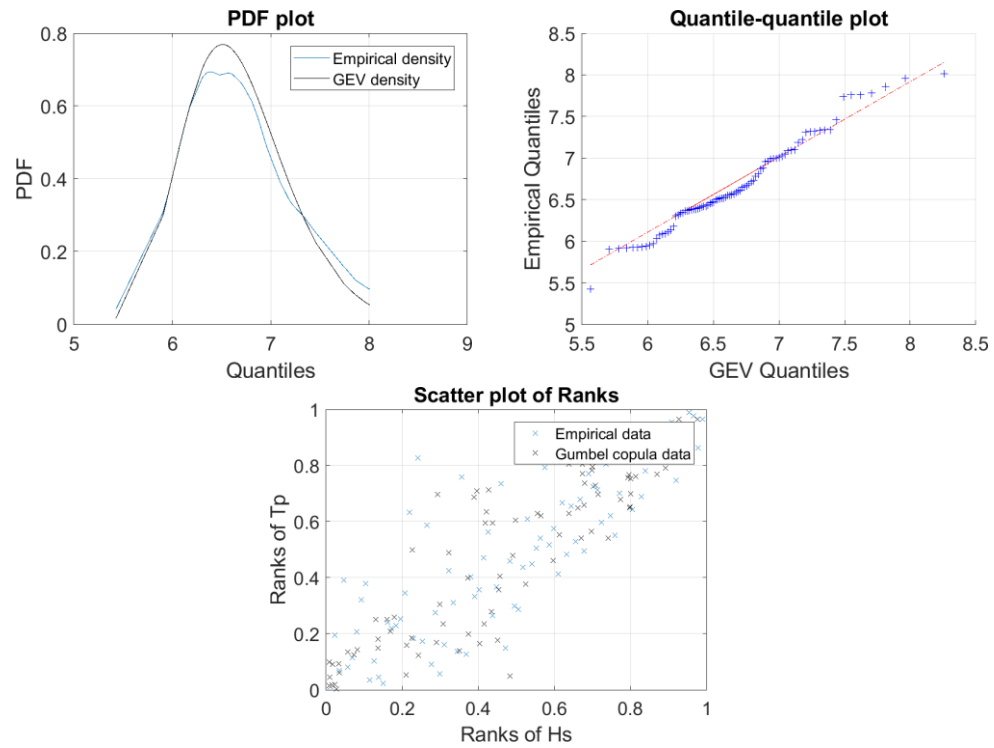 PDF plot
0.8
0.6
0.4
0.2
0
PDF
Empirical density
GEV density
5
6
7
8
9
Quantiles
Quantile-quantile plot
8.5
8
7.5
7
6.5
6
5.5
5
Empirical Quantiles
5.5
6
6.5
7
7.5
8
8.5
GEV Quantiles
Scatter plot of Ranks
1
0.8
0.6
0.4
0.2
0
Ranks of Tp
Empirical data
Gumbel copula data
0
0.2
0.4
0.6
0.8
1
Ranks of Hs